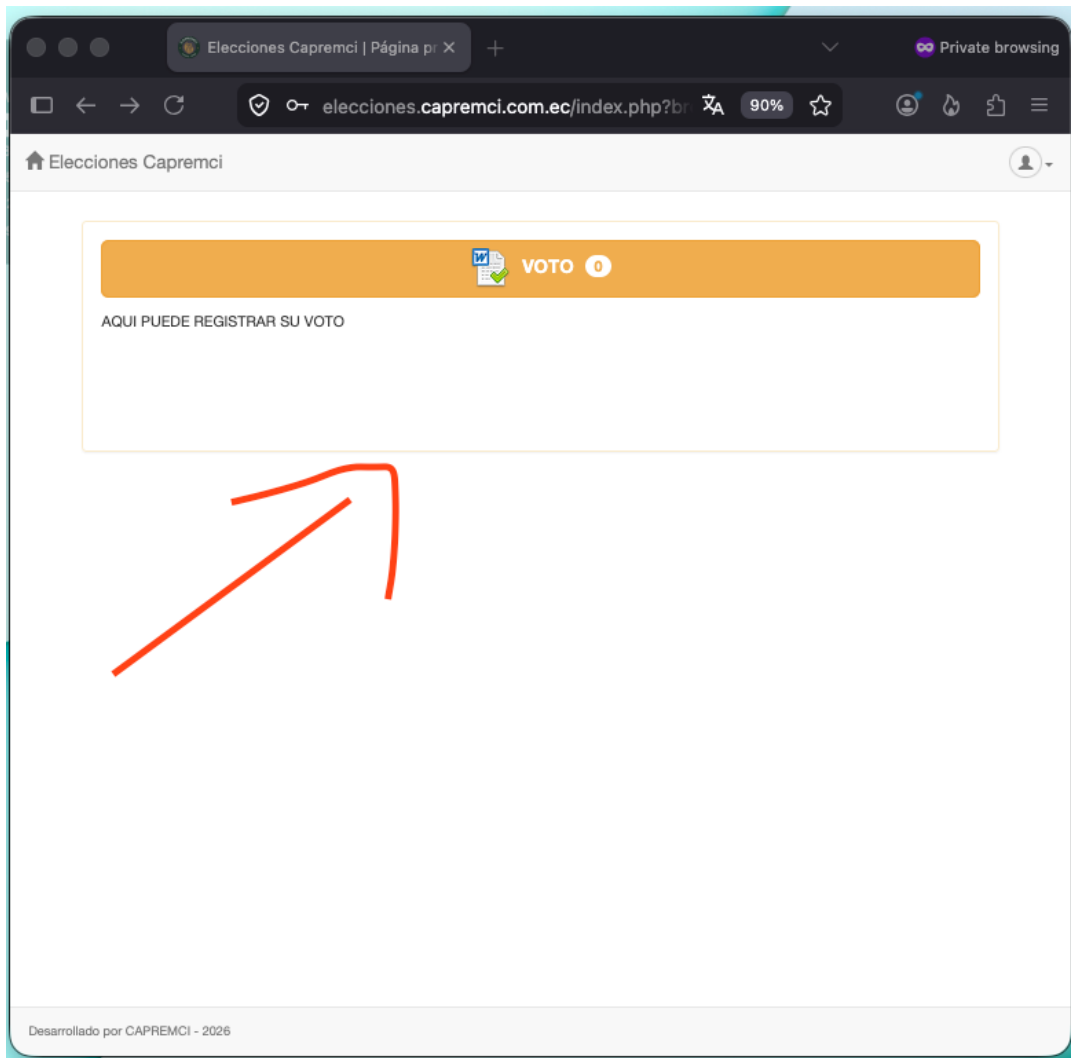 Elecciones Capremci | Página pr
Private browsing
elecciones.capremci.com.ec/index.php?br
90%
Elecciones Capremci
W
VOTO 0
AQUI PUEDE REGISTRAR SU VOTO
Desarrollado por CAPREMCI - 2026